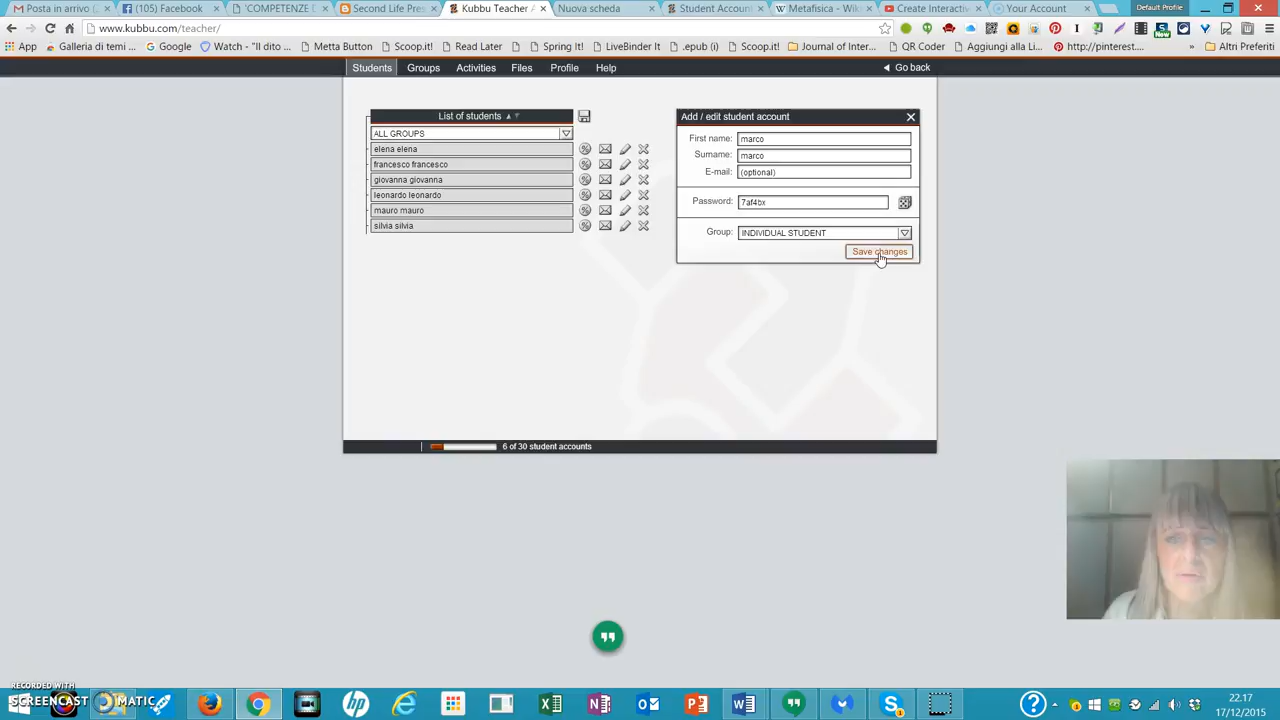 Posta in arrivo (
(105) Facebook
'COMPETENZE D
Second Life Pres
Kubbu Teacher A
Nuova scheda
Student Account
Metafisica - Wiki
Create Interactiv
Your Account
Default Profile
www.kubbu.com/teacher/
App
Galleria di temi ...
Google
Watch - "Il dito ...
Metta Button
Scoop.it!
Read Later
Spring It!
LiveBinder It
.epub (i)
Scoop.it!
Journal of Inter...
QR Coder
Aggiungi alla Li...
http://pinterest....
»
Altri Preferiti
Students
Groups
Activities
Files
Profile
Help
Go back
List of students
ALL GROUPS
elena elena
francesco francesco
giovanna giovanna
leonardo leonardo
mauro mauro
silvia silvia
Add / edit student account
First name: marco
Surname: marco
E-mail: (optional)
Password: 7af4bx
Group: INDIVIDUAL STUDENT
Save changes
6 of 30 student accounts
RECORDED WITH
SCREENCAST MATIC
22.17
17/12/2015